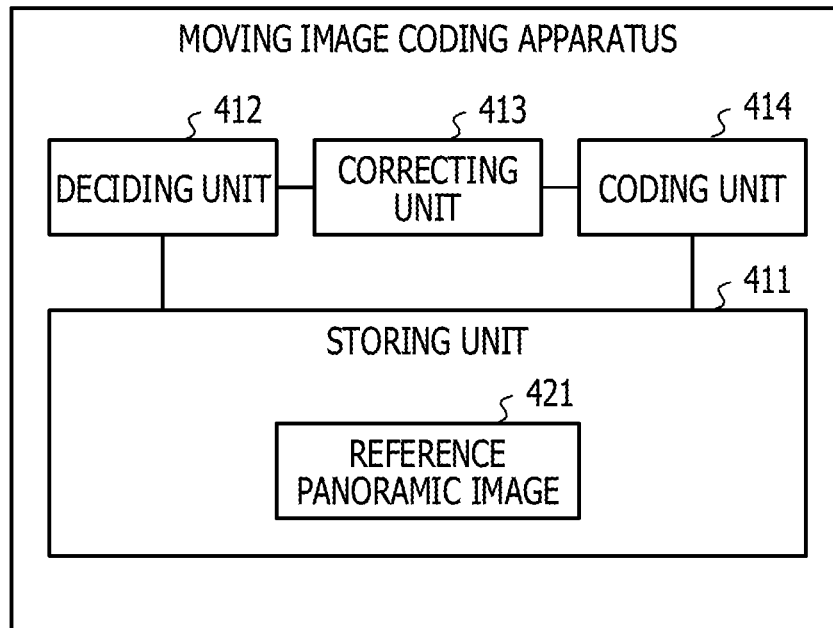 MOVING IMAGE CODING APPARATUS
412
413
414
DECIDING UNIT
CORRECTING
UNIT
CODING UNIT
411
STORING UNIT
421
REFERENCE
PANORAMIC IMAGE